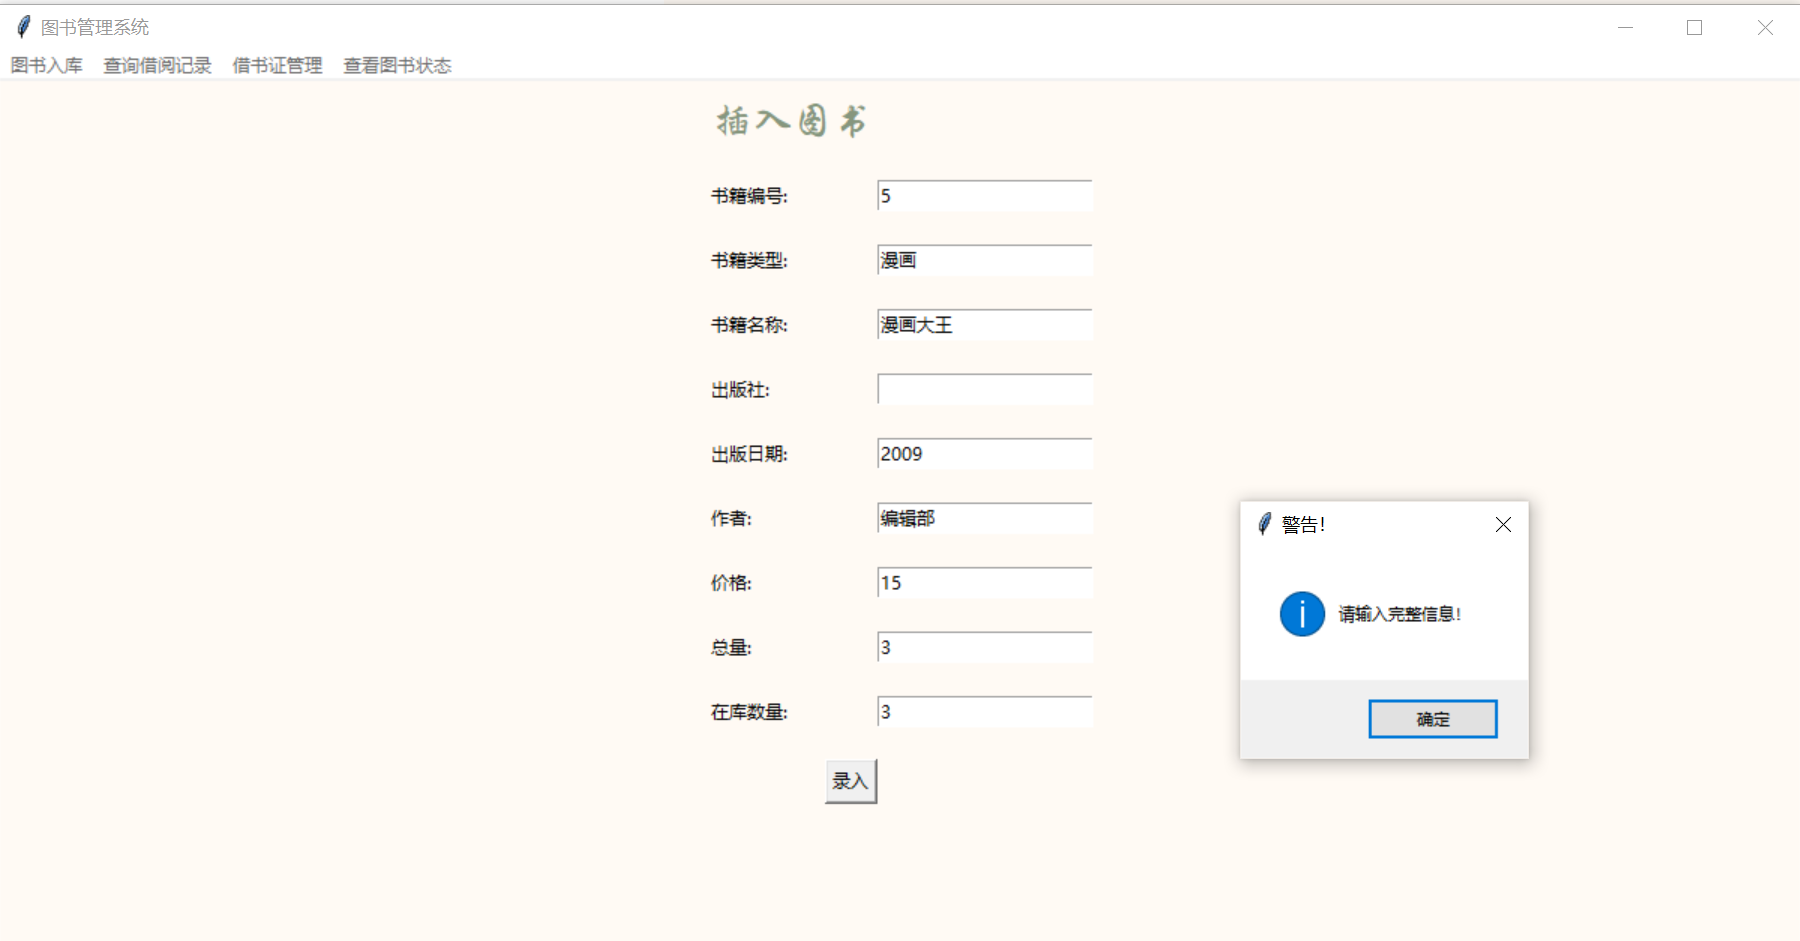 图书管理系统
图书入库 查询借阅记录 借书证管理 查看图书状态
插入图书
书籍编号: 5
书籍类型: 漫画
书籍名称: 漫画大王
出版社:
出版日期: 2009
作者: 编辑部
价格: 15
总量: 3
在库数量: 3
录入
警告!
请输入完整信息!
确定